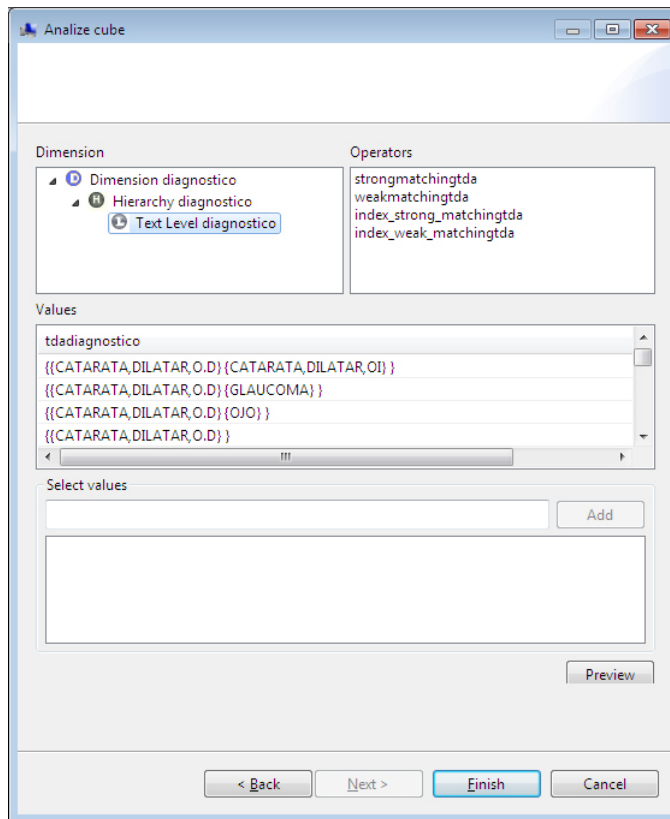 Analize cube
Dimension
Operators
D Dimension diagnostico
H Hierarchy diagnostico
L Text Level diagnostico
strongmatchingtda
weakmatchingtda
index_strong_matchingtda
index_weak_matchingtda
Values
tdadiagnostico
{{CATARATA,DILATAR,O.D}{CATARATA,DILATAR,OI} }
{{CATARATA,DILATAR,O.D}{GLAUCOMA} }
{{CATARATA,DILATAR,O.D}{OJO} }
{{CATARATA,DILATAR,O.D} }
Select values
Add
Preview
< Back
Next >
Finish
Cancel